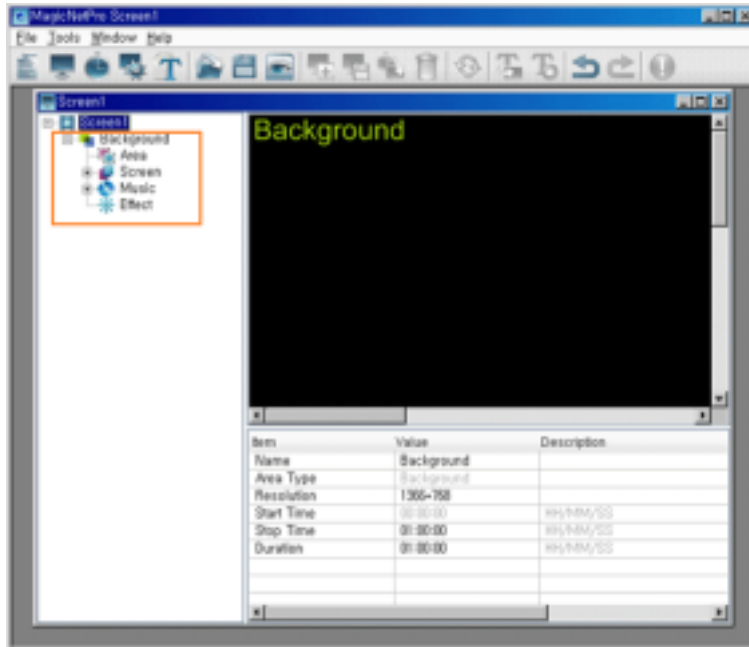 MagicNetPro Screen1
File Tools Window Help
Screen1
Screen1
Background
Area
Screen
Music
Effect
Background
Item Value Description
Name Background
Area Type Background
Resolution 1366*768
Start Time 00:00:00 HH/MM/SS
Stop Time 01:00:00 HH/MM/SS
Duration 01:00:00 HH/MM/SS